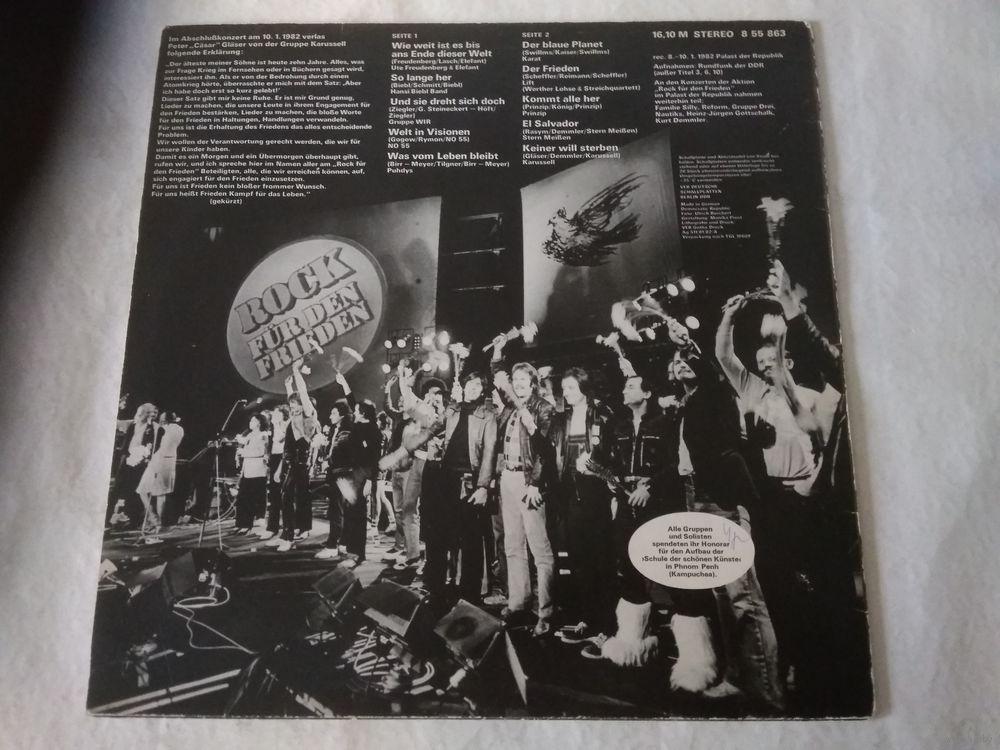 Im Abschlußkonzert am 10. 1. 1982 verlas
Peter „Cäsar" Gläser von der Gruppe Karussell
folgende Erklärung:
„Der älteste meiner Söhne ist heute zehn Jahre. Alles, was
zur Frage Krieg im Fernsehen oder in Büchern gesagt wird,
interessiert ihn. Als er von der Bedrohung durch einen
Atomkrieg hörte, überraschte er mich mit dem Satz: ‚Aber
ich habe doch erst so kurz gelebt!'
Dieser Satz gibt mir keine Ruhe. Er ist mir Grund genug,
Lieder zu machen, die unsere Leute in ihrem Engagement für
den Frieden bestärken, Lieder zu machen, die bloße Worte
für den Frieden in Haltungen, Handlungen verwandeln.
Für uns ist die Erhaltung des Friedens das alles entscheidende
Problem.
Wir wollen der Verantwortung gerecht werden, die wir für
unsere Kinder haben.
Damit es ein Morgen und ein Übermorgen überhaupt gibt,
rufen wir, und ich spreche hier im Namen aller am „Rock für
den Frieden" Beteiligten, alle, die wir erreichen können, auf,
sich engagiert für den Frieden einzusetzen.
Für uns ist Frieden kein bloßer frommer Wunsch.
Für uns heißt Frieden Kampf für das Leben."
(gekürzt)
SEITE 1
Wie weit ist es bis
ans Ende dieser Welt
(Freudenberg/Lasch/Elefant)
Ute Freudenberg & Elefant
So lange her
(Biebl/Schmitt/Biebl)
Hansi Biebl Band
Und sie dreht sich doch
(Ziegler/G. Steineckert – Höft/
Ziegler)
Gruppe WIR
Welt in Visionen
(Gogow/Rymon/NO 55)
NO 55
Was vom Leben bleibt
(Birr – Meyer/Tilgner/Birr – Meyer)
Puhdys
SEITE 2
Der blaue Planet
(Swillms/Kaiser/Swillms)
Karat
Der Frieden
(Scheffler/Reimann/Scheffler)
Lift
(Werther Lohse & Streichquartett)
Kommt alle her
(Prinzip/König/Prinzip)
Prinzip
El Salvador
(Rasym/Demmler/Stern Meißen)
Stern Meißen
Keiner will sterben
(Gläser/Demmler/Karussell)
Karussell
16,10 M STEREO 8 55 863
rec. 8. – 10. 1. 1982 Palast der Republik
Aufnahmen: Rundfunk der DDR
(außer Titel 3, 6, 10)
An den Konzerten der Aktion
„Rock für den Frieden"
im Palast der Republik nahmen
weiterhin teil:
Familie Silly, Reform, Gruppe Drei,
Nautiks, Heinz-Jürgen Gottschalk,
Kurt Demmler
VEB DEUTSCHE
SCHALLPLATTEN
BERLIN DDR
Made in German
Democratic Republic
Foto: Ulrich Burchert
Gestaltung: Monika Prust
Lithografie und Druck:
VEB Gotha Druck
Verpackung nach TGL
ROCK
FÜR DEN
FRIEDEN
Alle Gruppen
und Solisten
spendeten ihr Honorar
für den Aufbau der
›Schule der schönen Künste‹
in Phnom Penh
(Kampuchea).